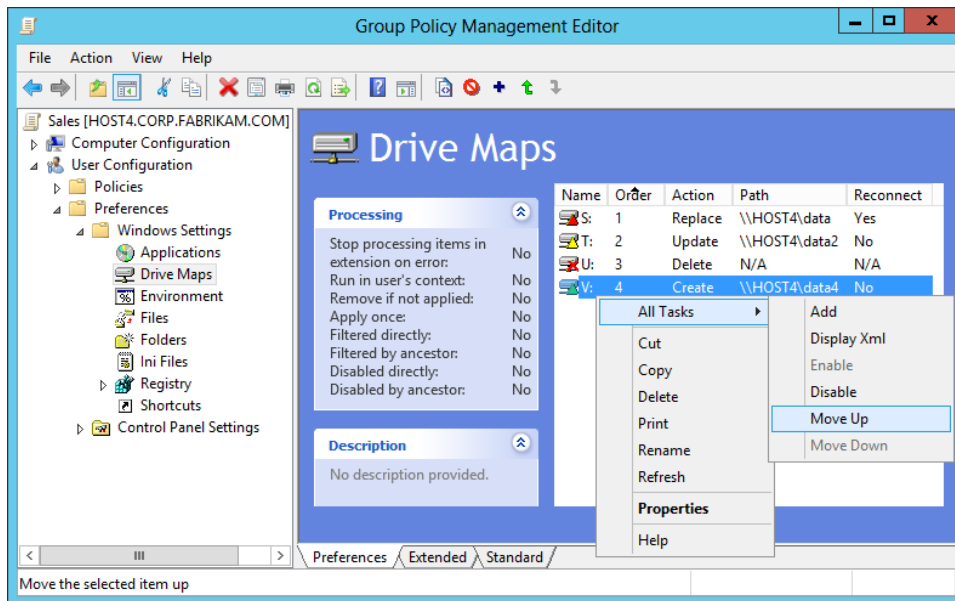 Group Policy Management Editor
File Action View Help
Sales [HOST4.CORP.FABRIKAM.COM]
Computer Configuration
User Configuration
Policies
Preferences
Windows Settings
Applications
Drive Maps
Environment
Files
Folders
Ini Files
Registry
Shortcuts
Control Panel Settings
Drive Maps
Processing
Stop processing items in extension on error: No
Run in user's context: No
Remove if not applied: No
Apply once: No
Filtered directly: No
Filtered by ancestor: No
Disabled directly: No
Disabled by ancestor: No
Description
No description provided.
Name Order Action Path Reconnect
S: 1 Replace \\HOST4\data Yes
T: 2 Update \\HOST4\data2 No
U: 3 Delete N/A N/A
V: 4 Create \\HOST4\data4 No
All Tasks
Cut
Copy
Delete
Print
Rename
Refresh
Properties
Help
Add
Display Xml
Enable
Disable
Move Up
Move Down
Preferences Extended Standard
Move the selected item up